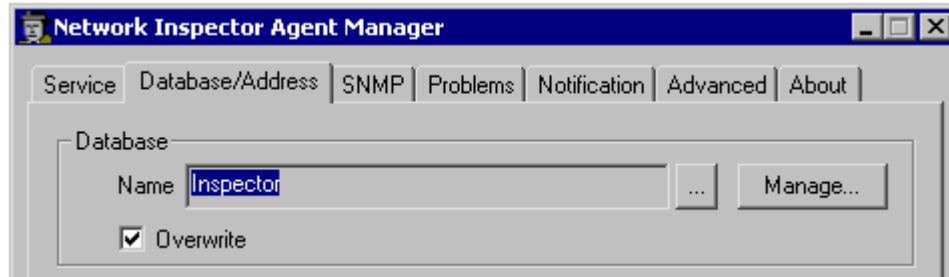 Network Inspector Agent Manager
Service Database/Address SNMP Problems Notification Advanced About
Database
Name Inspector ... Manage...
Overwrite